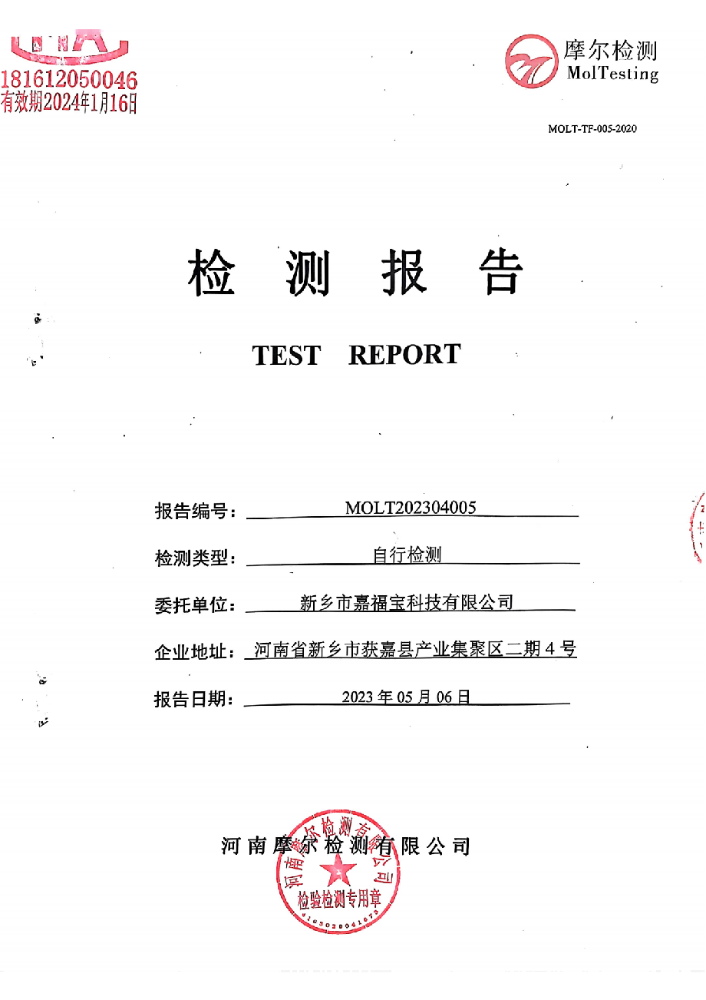 181612050046
有效期2024年1月16日
摩尔检测
MolTesting
MOLT-TF-005-2020
检测报告
TEST REPORT
报告编号： MOLT202304005
检测类型： 自行检测
委托单位： 新乡市嘉福宝科技有限公司
企业地址： 河南省新乡市获嘉县产业集聚区二期 4 号
报告日期： 2023 年 05 月 06 日
河南摩尔检测有限公司
河南摩尔检测有限公司
检验检测专用章